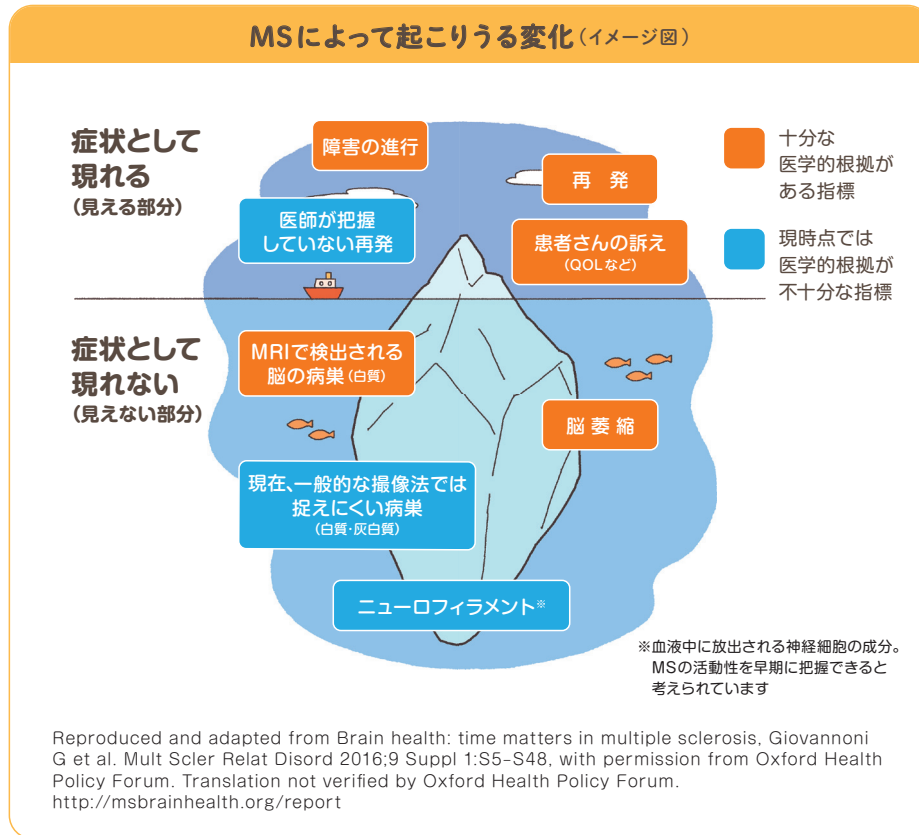 MSによって起こりうる変化(イメージ図)
症状として
現れる
(見える部分)
障害の進行
再 発
医師が把握
していない再発
患者さんの訴え
(QOLなど)
十分な
医学的根拠が
ある指標
現時点では
医学的根拠が
不十分な指標
症状として
現れない
(見えない部分)
MRIで検出される
脳の病巣(白質)
脳 萎 縮
現在、一般的な撮像法では
捉えにくい病巣
(白質・灰白質)
ニューロフィラメント※
※血液中に放出される神経細胞の成分。
MSの活動性を早期に把握できると
考えられています
Reproduced and adapted from Brain health: time matters in multiple sclerosis, Giovannoni
G et al. Mult Scler Relat Disord 2016;9 Suppl 1:S5–S48, with permission from Oxford Health
Policy Forum. Translation not verified by Oxford Health Policy Forum.
http://msbrainhealth.org/report